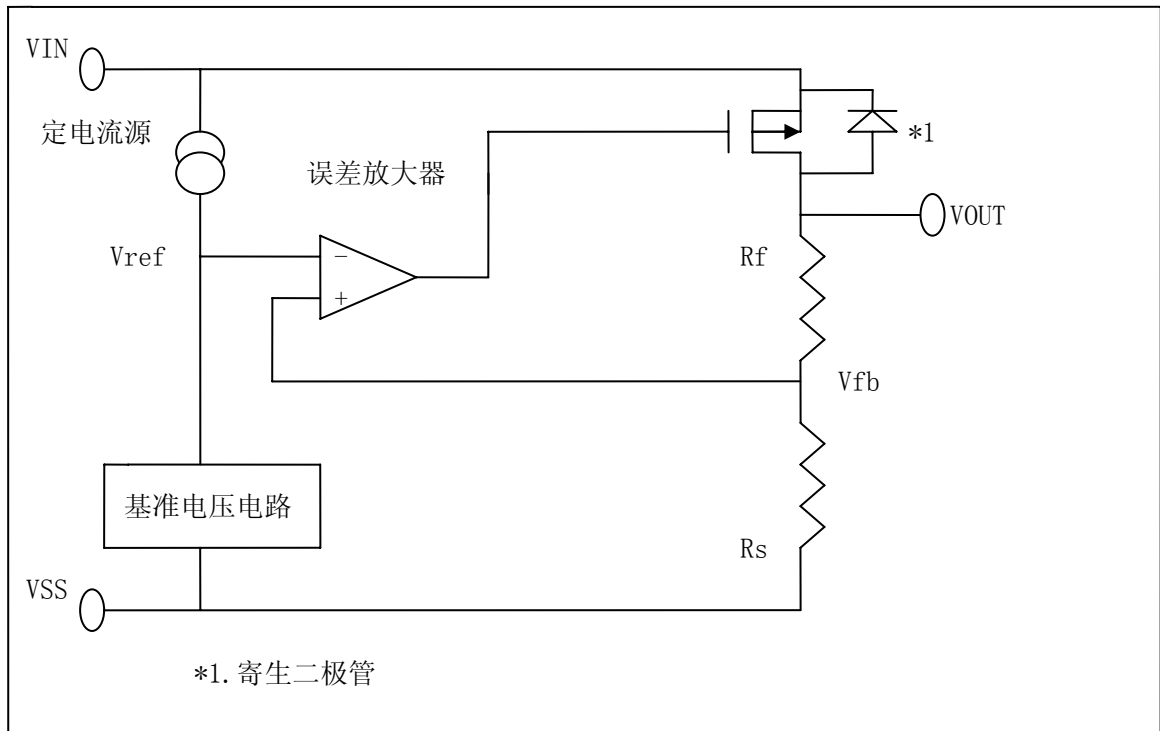 VIN
定电流源
*1
误差放大器
VOUT
Vref
−
Rf
+
Vfb
基准电压电路
Rs
VSS
*1.寄生二极管